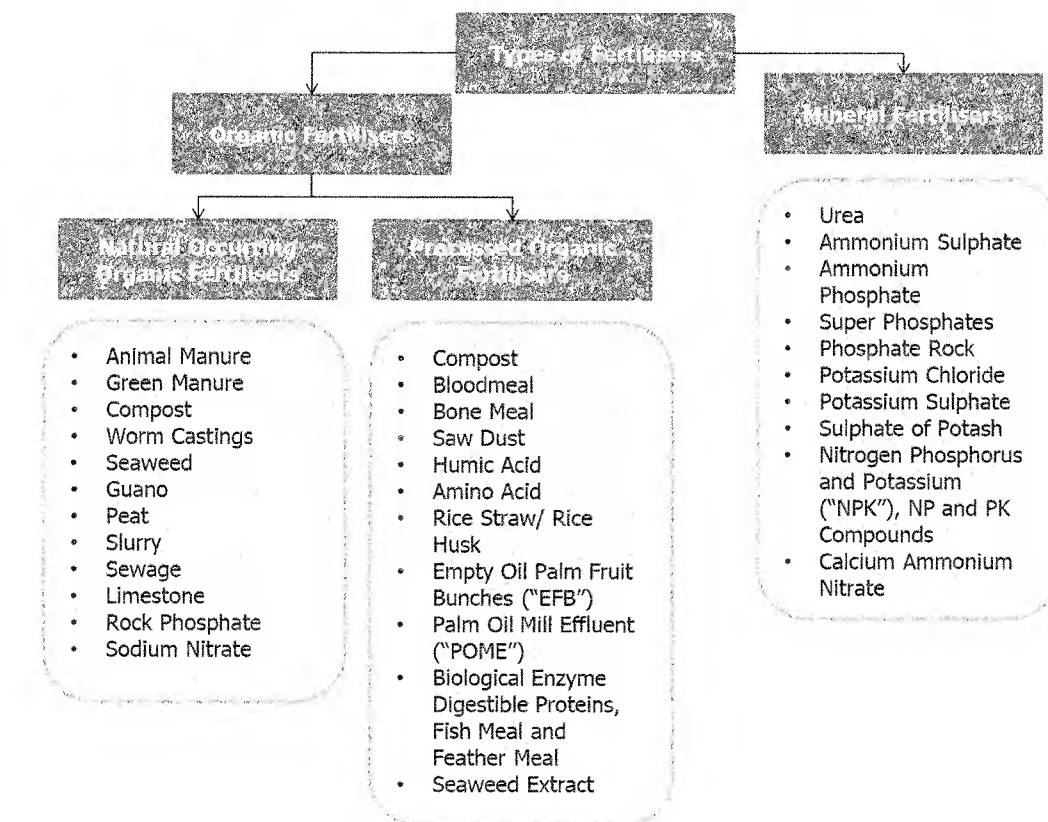 Types of Fertilisers
Organic Fertilisers
Mineral Fertilisers
Natural Occurring
Organic Fertilisers
Processed Organic
Fertilisers
• Animal Manure
• Green Manure
• Compost
• Worm Castings
• Seaweed
• Guano
• Peat
• Slurry
• Sewage
• Limestone
• Rock Phosphate
• Sodium Nitrate
• Compost
• Bloodmeal
• Bone Meal
• Saw Dust
• Humic Acid
• Amino Acid
• Rice Straw/ Rice
Husk
• Empty Oil Palm Fruit
Bunches ("EFB")
• Palm Oil Mill Effluent
("POME")
• Biological Enzyme
Digestible Proteins,
Fish Meal and
Feather Meal
• Seaweed Extract
• Urea
• Ammonium Sulphate
• Ammonium
Phosphate
• Super Phosphates
• Phosphate Rock
• Potassium Chloride
• Potassium Sulphate
• Sulphate of Potash
• Nitrogen Phosphorus
and Potassium
("NPK"), NP and PK
Compounds
• Calcium Ammonium
Nitrate